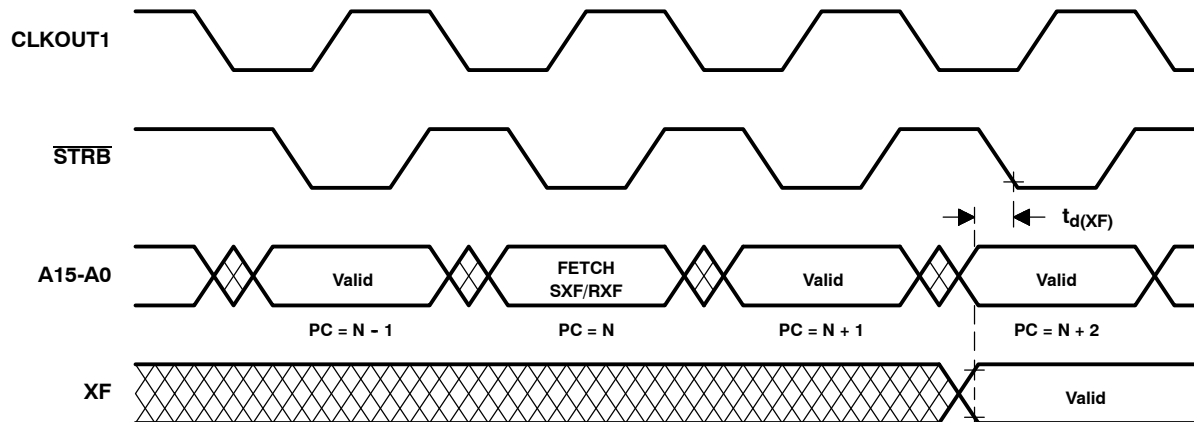 CLKOUT1
STRB
td(XF)
A15-A0
Valid
FETCH
SXF/RXF
Valid
Valid
PC = N - 1
PC = N
PC = N + 1
PC = N + 2
XF
Valid